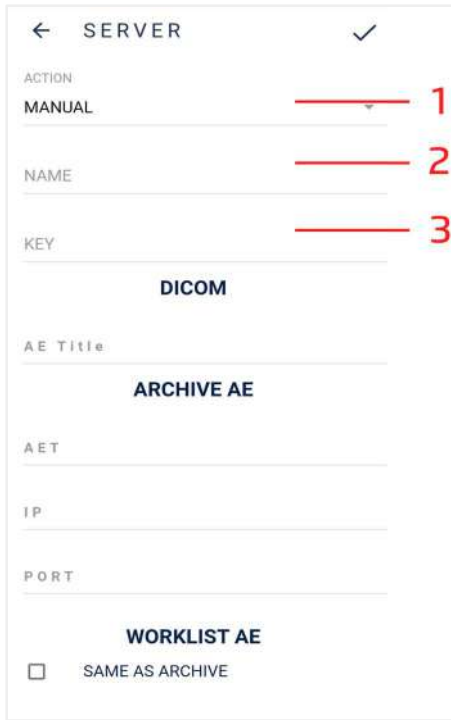 SERVER
ACTION
MANUAL 1
NAME 2
KEY 3
DICOM
AE Title
ARCHIVE AE
AET
IP
PORT
WORKLIST AE
SAME AS ARCHIVE